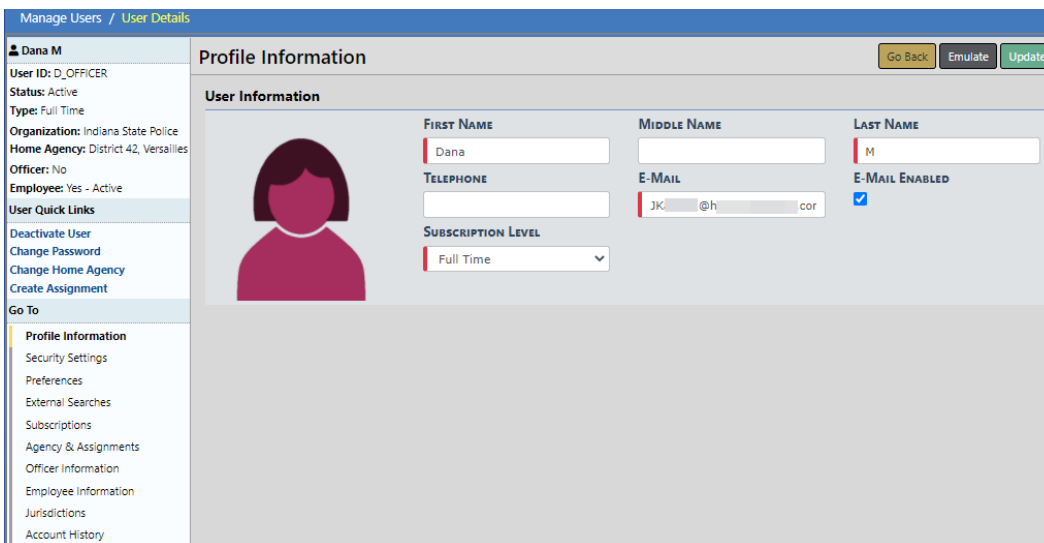 Manage Users / User Details
Dana M
User ID: D_OFFICER
Status: Active
Type: Full Time
Organization: Indiana State Police
Home Agency: District 42, Versailles
Officer: No
Employee: Yes - Active
User Quick Links
Deactivate User
Change Password
Change Home Agency
Create Assignment
Go To
Profile Information
Security Settings
Preferences
External Searches
Subscriptions
Agency & Assignments
Officer Information
Employee Information
Jurisdictions
Account History
Profile Information
Go Back Emulate Update
User Information
First Name Middle Name Last Name
Dana M
Telephone E-Mail E-Mail Enabled
JK @h .cor
Subscription Level
Full Time